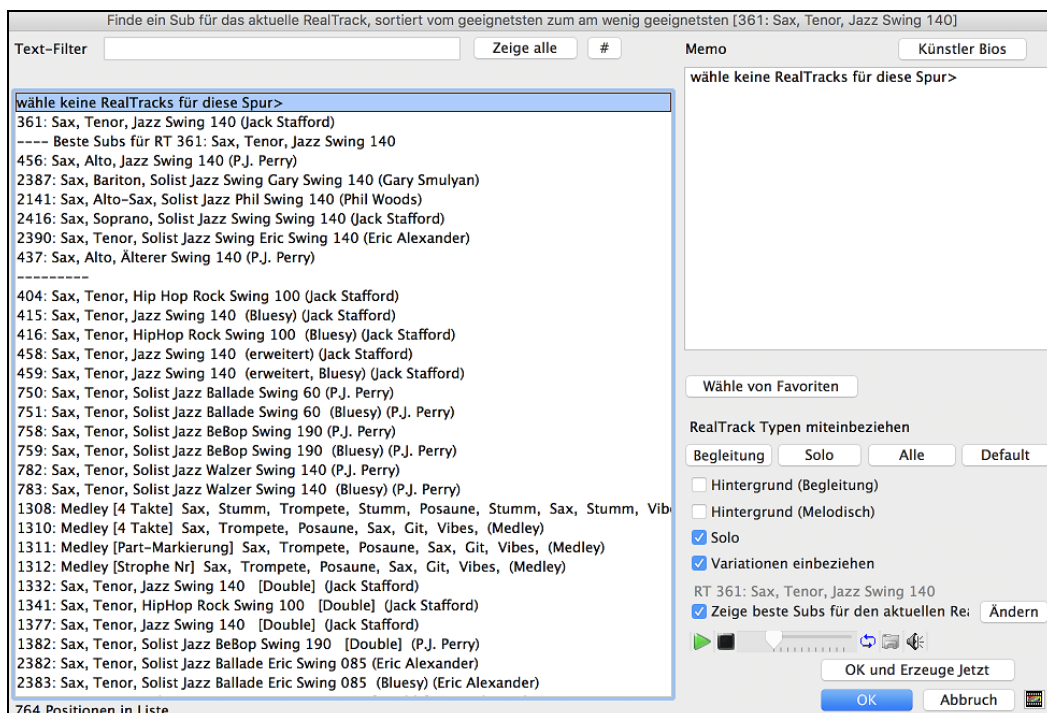 Finde ein Sub für das aktuelle RealTrack, sortiert vom geeignetsten zum am wenig geeignetsten [361: Sax, Tenor, Jazz Swing 140]
Text-Filter
Zeige alle
#
Memo
Künstler Bios
wähle keine RealTracks für diese Spur>
wähle keine RealTracks für diese Spur>
361: Sax, Tenor, Jazz Swing 140 (Jack Stafford)
---- Beste Subs für RT 361: Sax, Tenor, Jazz Swing 140
456: Sax, Alto, Jazz Swing 140 (P.J. Perry)
2387: Sax, Bariton, Solist Jazz Swing Gary Swing 140 (Gary Smulyan)
2141: Sax, Alto-Sax, Solist Jazz Phil Swing 140 (Phil Woods)
2416: Sax, Soprano, Solist Jazz Swing Swing 140 (Jack Stafford)
2390: Sax, Tenor, Solist Jazz Swing Eric Swing 140 (Eric Alexander)
437: Sax, Alto, Älterer Swing 140 (P.J. Perry)
---------
404: Sax, Tenor, Hip Hop Rock Swing 100 (Jack Stafford)
415: Sax, Tenor, Jazz Swing 140 (Bluesy) (Jack Stafford)
416: Sax, Tenor, HipHop Rock Swing 100 (Bluesy) (Jack Stafford)
458: Sax, Tenor, Jazz Swing 140 (erweitert) (Jack Stafford)
459: Sax, Tenor, Jazz Swing 140 (erweitert, Bluesy) (Jack Stafford)
750: Sax, Tenor, Solist Jazz Ballade Swing 60 (P.J. Perry)
751: Sax, Tenor, Solist Jazz Ballade Swing 60 (Bluesy) (P.J. Perry)
758: Sax, Tenor, Solist Jazz BeBop Swing 190 (P.J. Perry)
759: Sax, Tenor, Solist Jazz BeBop Swing 190 (Bluesy) (P.J. Perry)
782: Sax, Tenor, Solist Jazz Walzer Swing 140 (P.J. Perry)
783: Sax, Tenor, Solist Jazz Walzer Swing 140 (Bluesy) (P.J. Perry)
1308: Medley [4 Takte] Sax, Stumm, Trompete, Stumm, Posaune, Stumm, Sax, Stumm, Vib
1310: Medley [4 Takte] Sax, Trompete, Posaune, Sax, Git, Vibes, (Medley)
1311: Medley [Part-Markierung] Sax, Trompete, Posaune, Sax, Git, Vibes, (Medley)
1312: Medley [Strophe Nr] Sax, Trompete, Posaune, Sax, Git, Vibes, (Medley)
1332: Sax, Tenor, Jazz Swing 140 [Double] (Jack Stafford)
1341: Sax, Tenor, HipHop Rock Swing 100 [Double] (Jack Stafford)
1377: Sax, Tenor, Jazz Swing 140 [Double] (Jack Stafford)
1382: Sax, Tenor, Solist Jazz BeBop Swing 190 [Double] (P.J. Perry)
2382: Sax, Tenor, Solist Jazz Ballade Eric Swing 085 (Eric Alexander)
2383: Sax, Tenor, Solist Jazz Ballade Eric Swing 085 (Bluesy) (Eric Alexander)
764 Positionen in Liste
Wähle von Favoriten
RealTrack Typen miteinbeziehen
Begleitung
Solo
Alle
Default
Hintergrund (Begleitung)
Hintergrund (Melodisch)
Solo
Variationen einbeziehen
RT 361: Sax, Tenor, Jazz Swing 140
Zeige beste Subs für den aktuellen Rea
Ändern
OK und Erzeuge Jetzt
OK
Abbruch